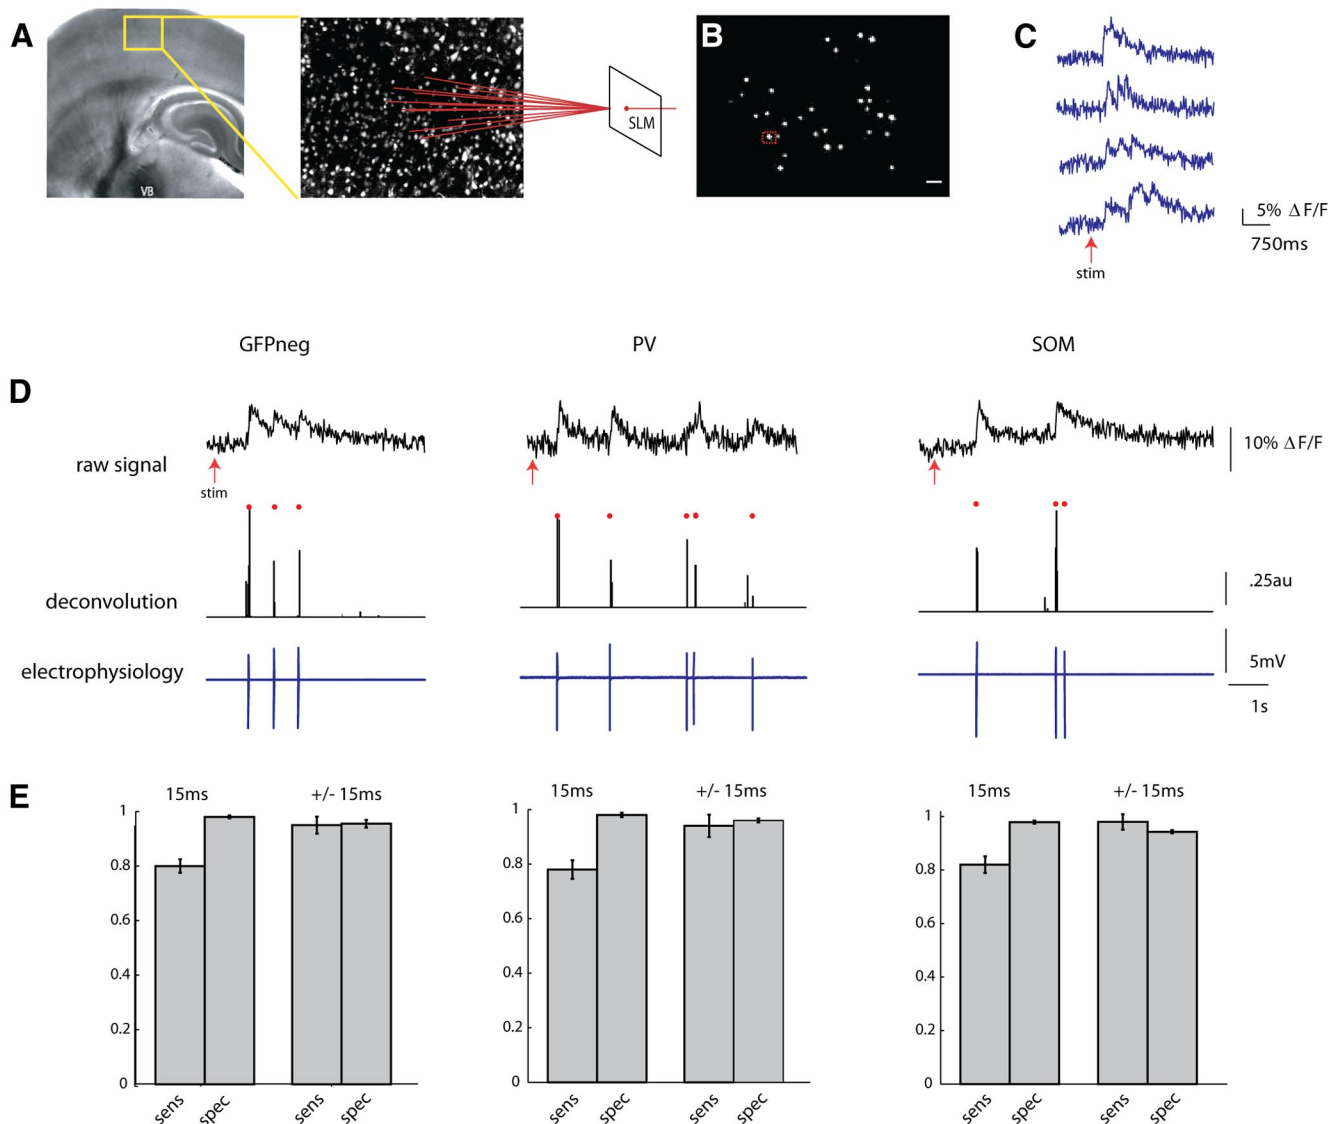 A
VB
SLM
B
C
5% Δ F/F
750ms
stim
GFPneg
PV
SOM
D
raw signal
stim
10% Δ F/F
deconvolution
.25au
electrophysiology
5mV
1s
E
15ms
+/- 15ms
1
0.8
0.6
0.4
0.2
0
sens
spec
sens
spec
15ms
+/- 15ms
1
0.8
0.6
0.4
0.2
0
sens
spec
sens
spec
15ms
+/- 15ms
1
0.8
0.6
0.4
0.2
0
sens
spec
sens
spec